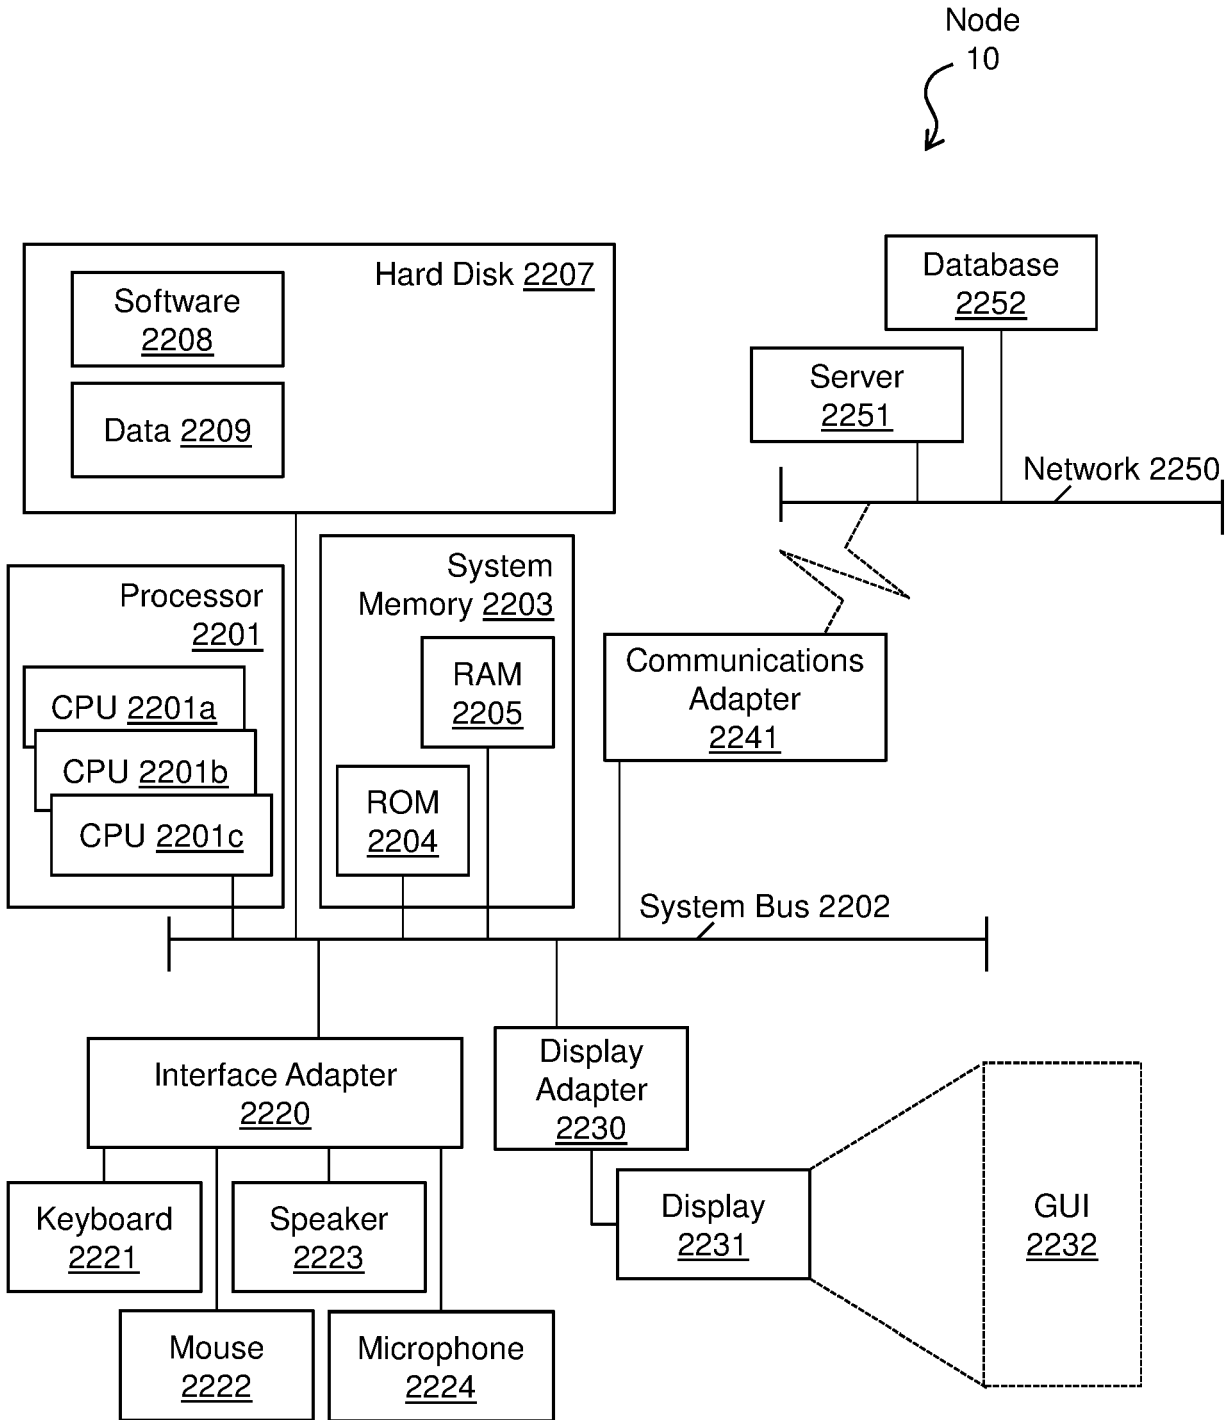 Node
10
Hard Disk 2207
Software
2208
Data 2209
Database
2252
Server
2251
Network 2250
Processor
2201
CPU 2201a
CPU 2201b
CPU 2201c
System
Memory 2203
RAM
2205
ROM
2204
Communications
Adapter
2241
System Bus 2202
Interface Adapter
2220
Display
Adapter
2230
Keyboard
2221
Speaker
2223
Mouse
2222
Microphone
2224
Display
2231
GUI
2232